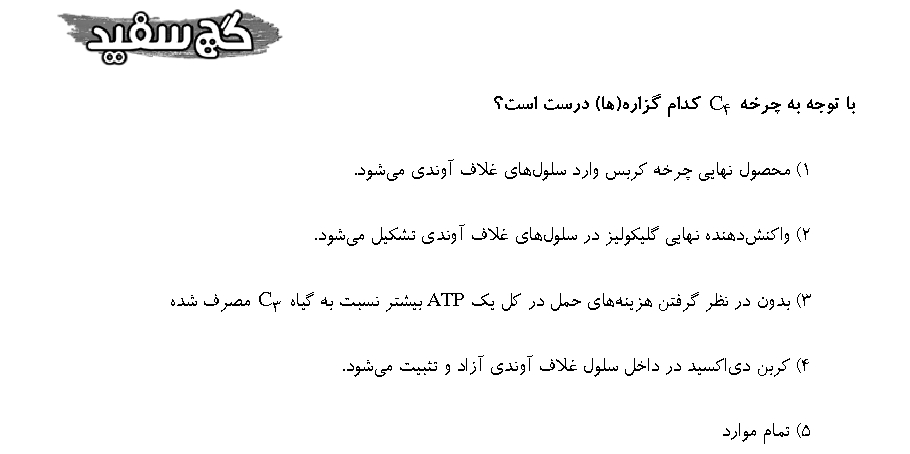 گچ سفید
با توجه به چرخه C۴ کدام گزاره(ها) درست است؟
۱) محصول نهایی چرخه کربس وارد سلول‌های غلاف آوندی می‌شود.
۲) واکنش‌دهنده نهایی گلیکولیز در سلول‌های غلاف آوندی تشکیل می‌شود.
۳) بدون در نظر گرفتن هزینه‌های حمل در کل یک ATP بیشتر نسبت به گیاه C۳ مصرف شده
۴) کربن دی‌اکسید در داخل سلول غلاف آوندی آزاد و تثبیت می‌شود.
۵) تمام موارد